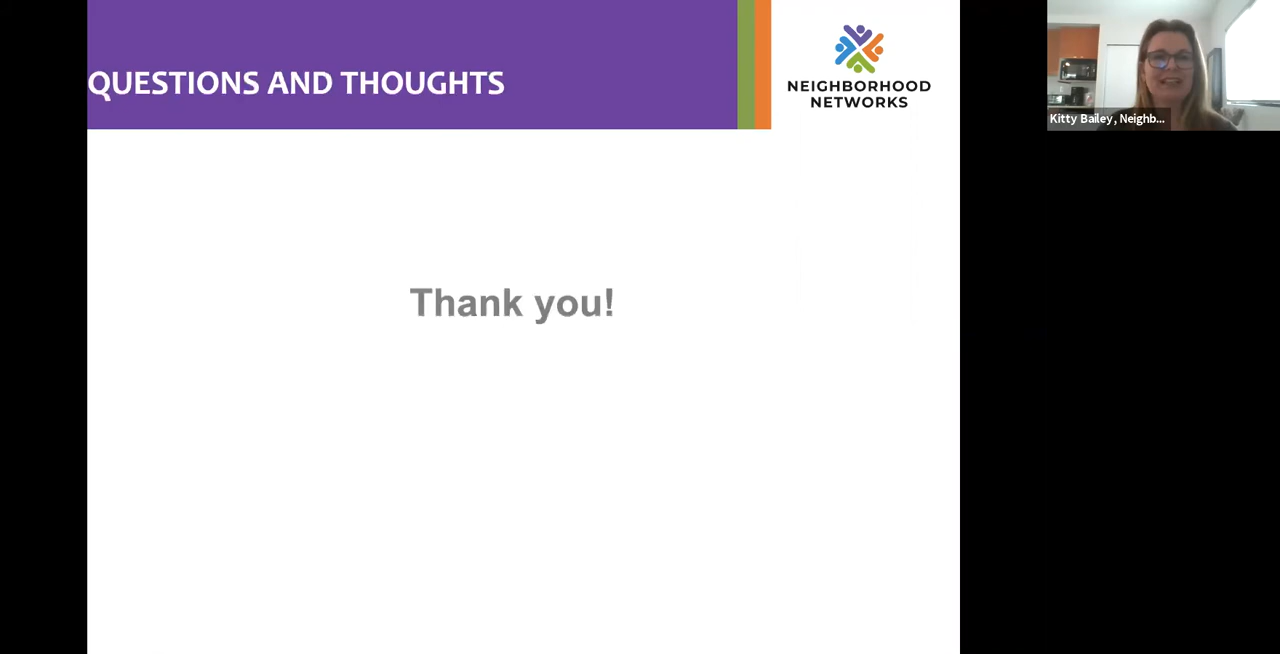 QUESTIONS AND THOUGHTS
NEIGHBORHOOD
NETWORKS
Kitty Bailey, Neighb...
Thank you!